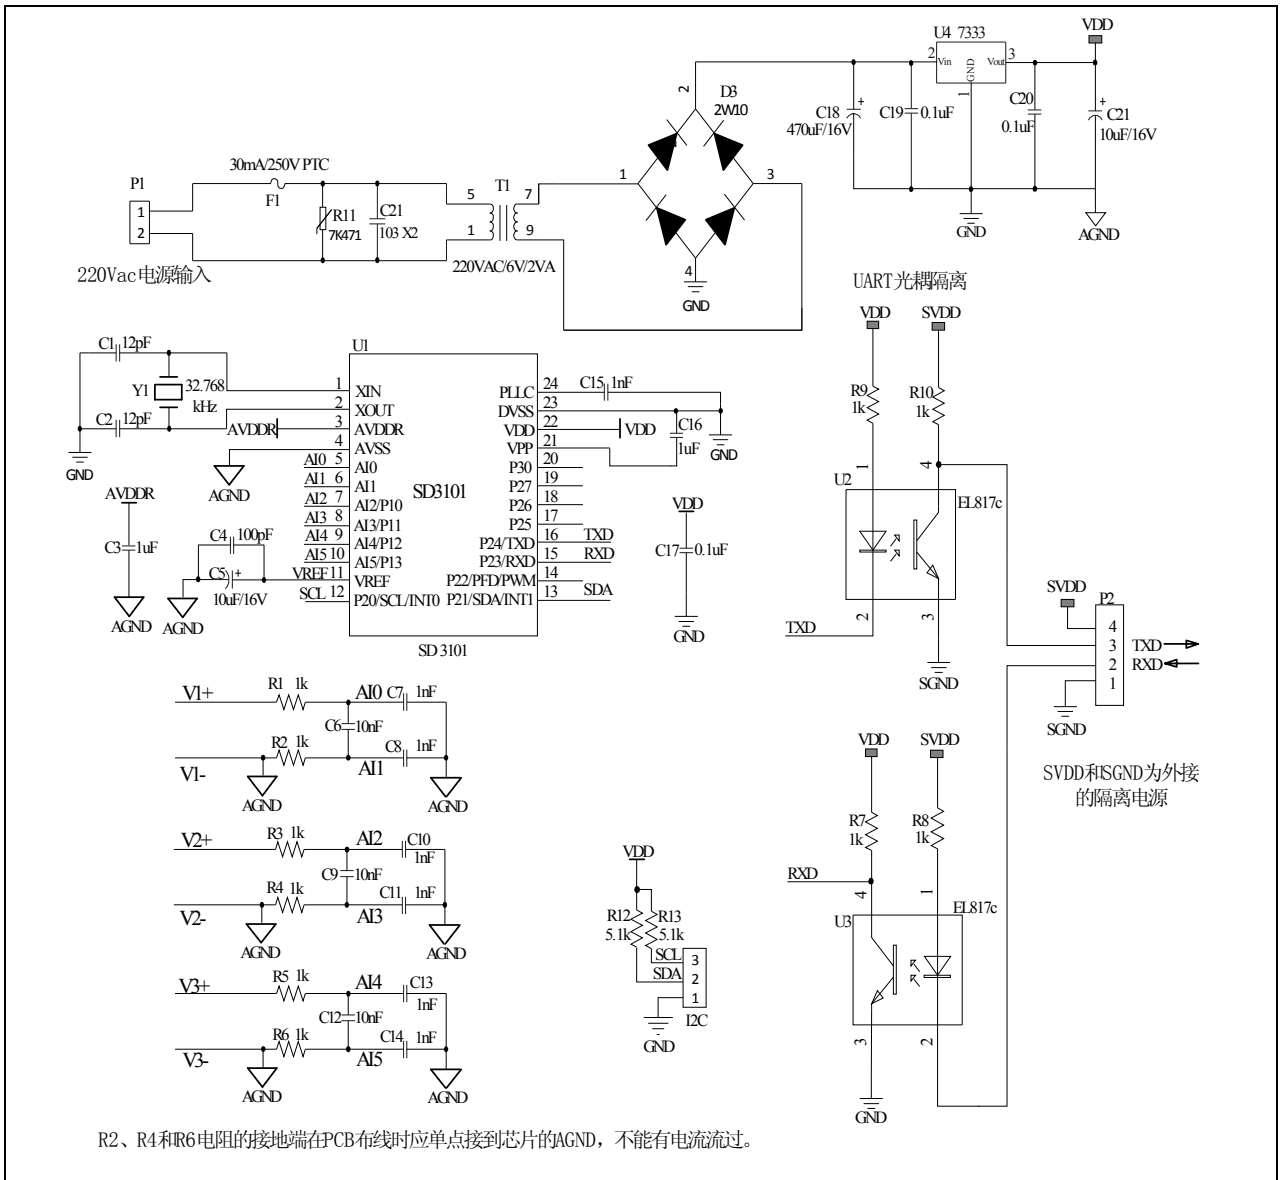 VDD
U4 7333
2 Vin Vout 3
GND
1
D3
2W10
2
1
3
4
GND
C18
470uF/16V
C19 0.1uF
C20
0.1uF
C21
10uF/16V
GND
AGND
30mA/250V PTC
F1
P1
1
2
R11
7K471
C21
103 X2
T1
5 7
1 9
220VAC/6V/2VA
220Vac电源输入
UART光耦隔离
C1 12pF
Y1 32.768
kHz
C2 12pF
GND
U1
1 XIN
2 XOUT
AVDDR 3 AVDDR
4 AVSS
AGND
AI0 5 AI0
AI1 6 AI1
AI2 7 AI2/P10
AI3 8 AI3/P11
AI4 9 AI4/P12
AI5 10 AI5/P13
VREF 11 VREF
SCL 12 P20/SCL/INT0
SD3101
PLLC 24
DVSS 23
VDD 22 VDD
VPP 21
P30 20
P27 19
P26 18
P25 17
P24/TXD 16 TXD
P23/RXD 15 RXD
P22/PFD/PWM 14
P21/SDA/INT1 13 SDA
SD3101
C15 1nF
C16
1uF
GND
AVDDR
C3 1uF
AGND
C4 100pF
C5 +
10uF/16V
AGND
VDD
C17 0.1uF
GND
VDD SVDD
R9
1k
R10
1k
1 4
U2 EL817c
2 3
TXD
SGND
SVDD
P2
4
3 TXD
2 RXD
1
SGND
SVDD和SGND为外接
的隔离电源
V1+ R1 1k AI0 C7 1nF
C6 10nF
V1- R2 1k AI1 C8 1nF
AGND AGND
V2+ R3 1k AI2 C10
1nF
C9 10nF
V2- R4 1k AI3 C11 1nF
AGND AGND
V3+ R5 1k AI4 C13
1nF
C12 10nF
V3- R6 1k AI5 C14 1nF
AGND AGND
VDD
R12
5.1k
R13
5.1k
SCL 3
SDA 2
1
I2C
GND
VDD SVDD
R7
1k
R8
1k
RXD
4 1
U3 EL817c
3 2
GND
R2、R4和R6电阻的接地端在PCB布线时应单点接到芯片的AGND，不能有电流流过。